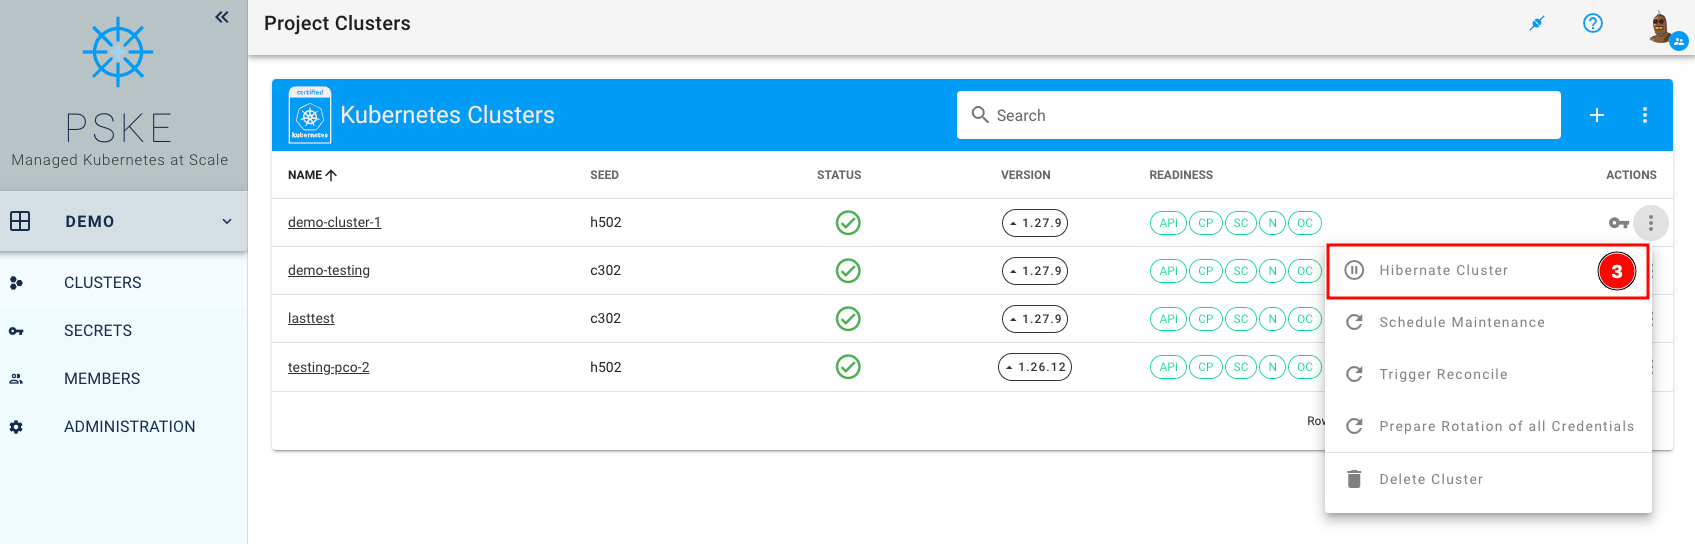 Project Clusters
PSKE
Managed Kubernetes at Scale
DEMO
CLUSTERS
SECRETS
MEMBERS
ADMINISTRATION
certified
kubernetes
Kubernetes Clusters
Search
NAME SEED STATUS VERSION READINESS ACTIONS
demo-cluster-1 h502 1.27.9 API CP SC N OC
demo-testing c302 1.27.9 API CP SC N OC
lasttest c302 1.27.9 API CP SC N OC
testing-pco-2 h502 1.26.12 API CP SC N OC
Hibernate Cluster 3
Schedule Maintenance
Trigger Reconcile
Prepare Rotation of all Credentials
Delete Cluster